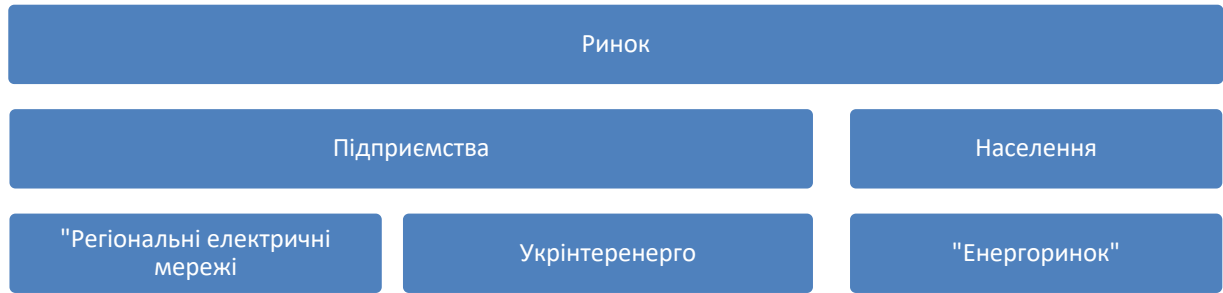 Ринок
Підприємства
Населення
"Регіональні електричні
мережі
Укрінтеренерго
"Енергоринок"